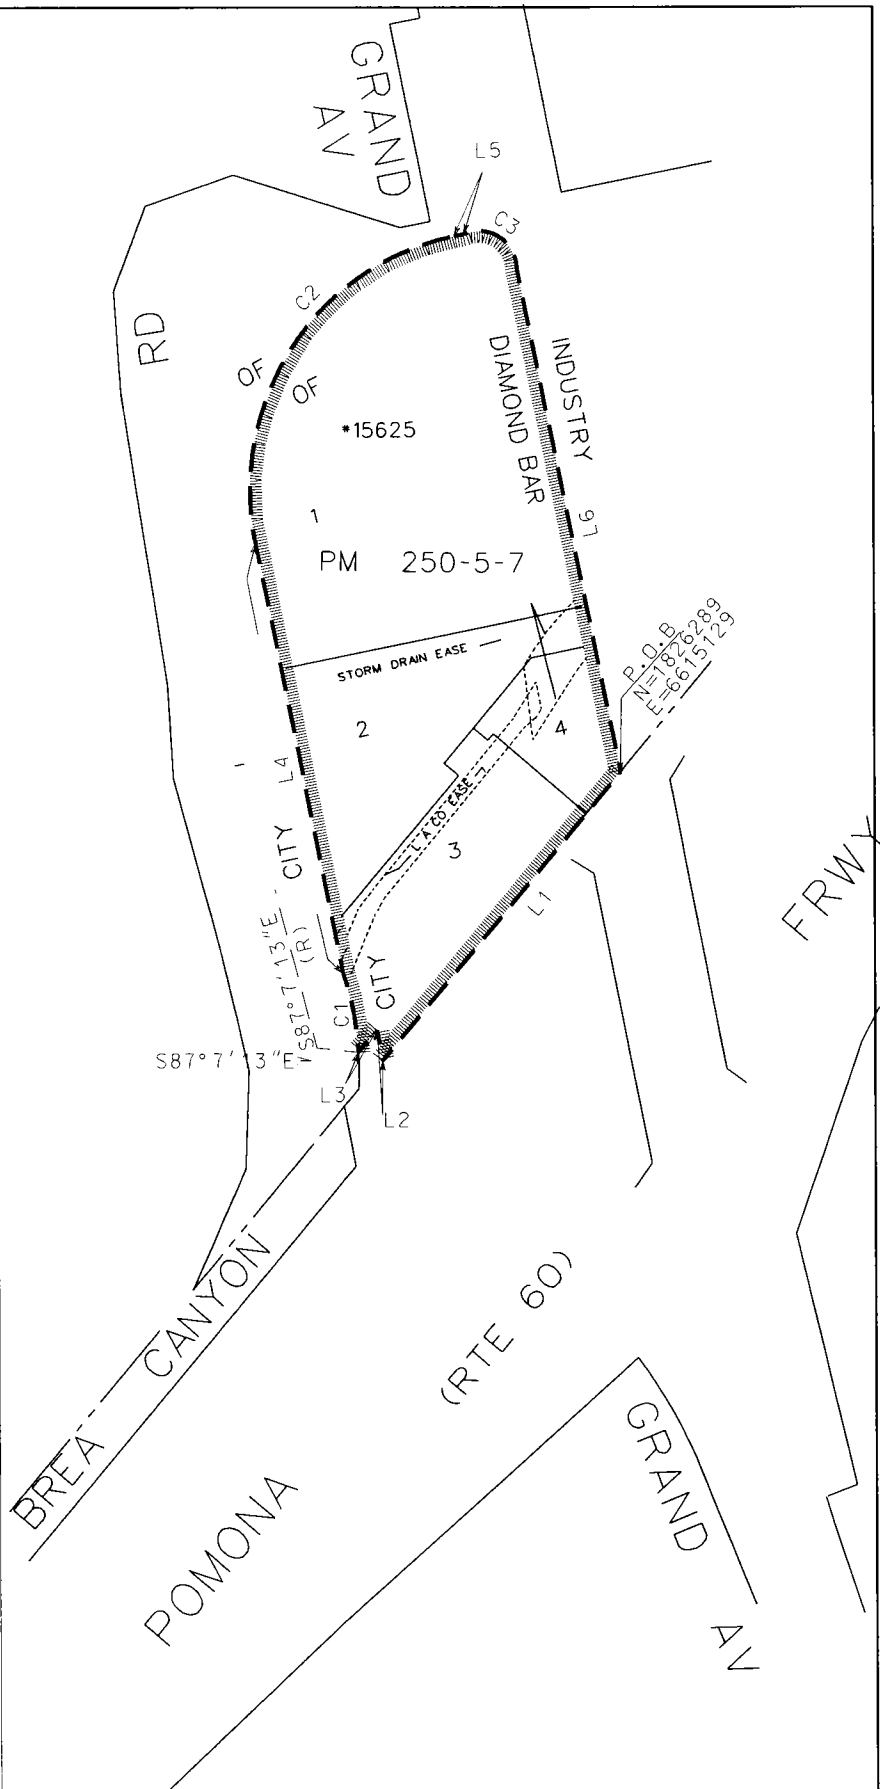 GRAND
AV
L5
C3
C2
RD
OF
OF
INDUSTRY
DIAMOND BAR
*15625
1
L6
PM 250-5-7
P.O.B
N=1826289
E=6615129
STORM DRAIN EASE
2
4
L4
L A CO EASE
3
CITY
FRWY
L1
S87°7'13"E
(R)
CITY
C1
S87°7'13"E
L3
L2
BREA CANYON
(RTE 60)
POMONA
GRAND
AV